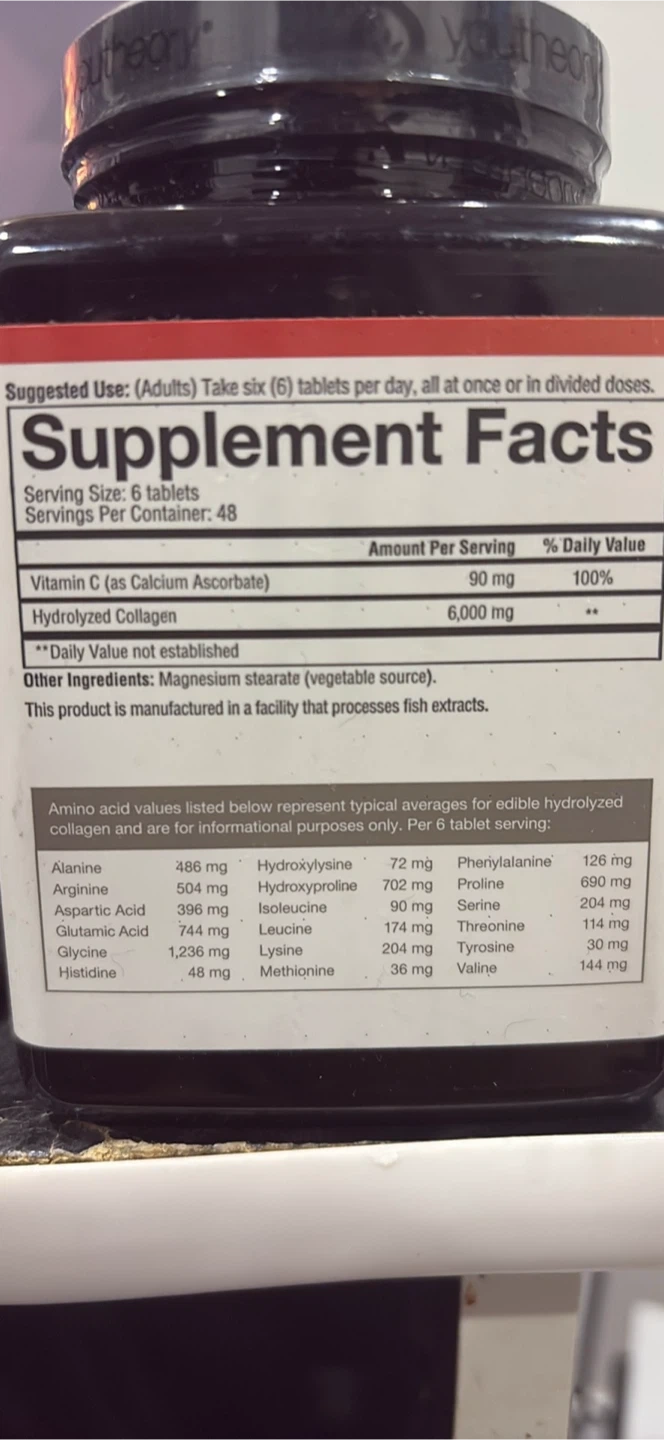 youtheory
youtheory
Suggested Use: (Adults) Take six (6) tablets per day, all at once or in divided doses.
Supplement Facts
Serving Size: 6 tablets
Servings Per Container: 48
Amount Per Serving % Daily Value
Vitamin C (as Calcium Ascorbate) 90 mg 100%
Hydrolyzed Collagen 6,000 mg **
**Daily Value not established
Other Ingredients: Magnesium stearate (vegetable source).
This product is manufactured in a facility that processes fish extracts.
Amino acid values listed below represent typical averages for edible hydrolyzed
collagen and are for informational purposes only. Per 6 tablet serving:
Alanine 486 mg Hydroxylysine 72 mg Phenylalanine 126 mg
Arginine 504 mg Hydroxyproline 702 mg Proline 690 mg
Aspartic Acid 396 mg Isoleucine 90 mg Serine 204 mg
Glutamic Acid 744 mg Leucine 174 mg Threonine 114 mg
Glycine 1,236 mg Lysine 204 mg Tyrosine 30 mg
Histidine 48 mg Methionine 36 mg Valine 144 mg